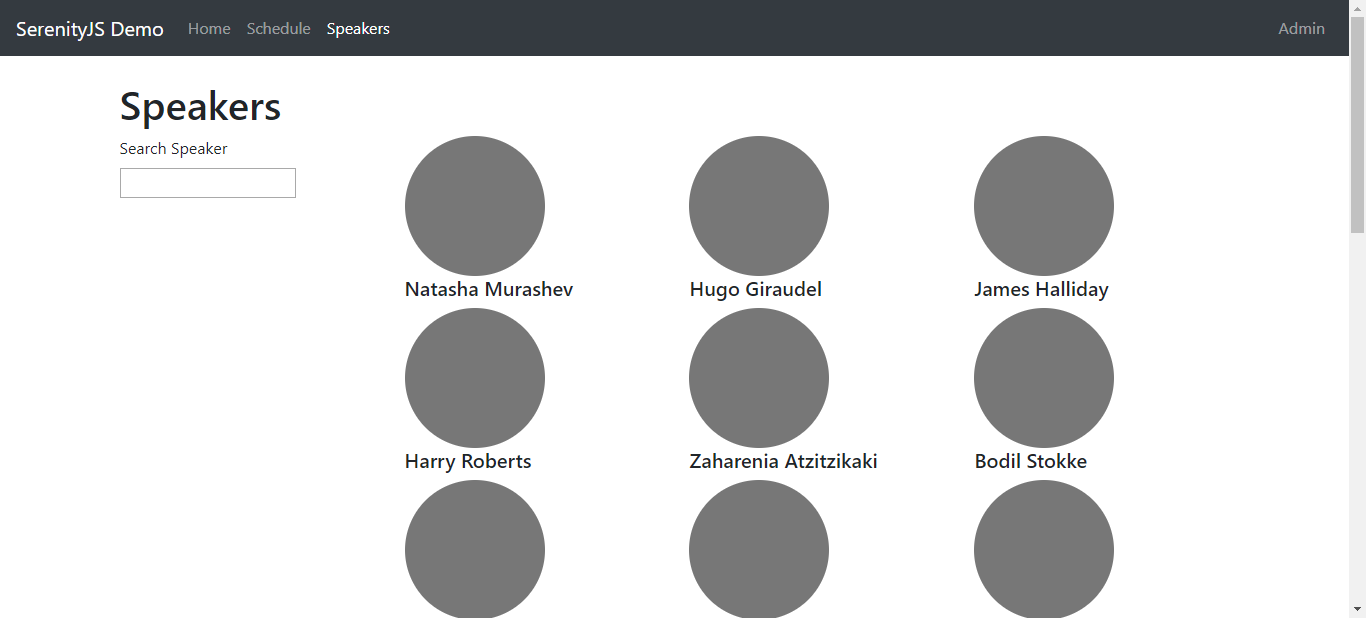 SerenityJS Demo Home Schedule Speakers Admin
Speakers
Search Speaker
Natasha Murashev Hugo Giraudel James Halliday
Harry Roberts Zaharenia Atzitzikaki Bodil Stokke